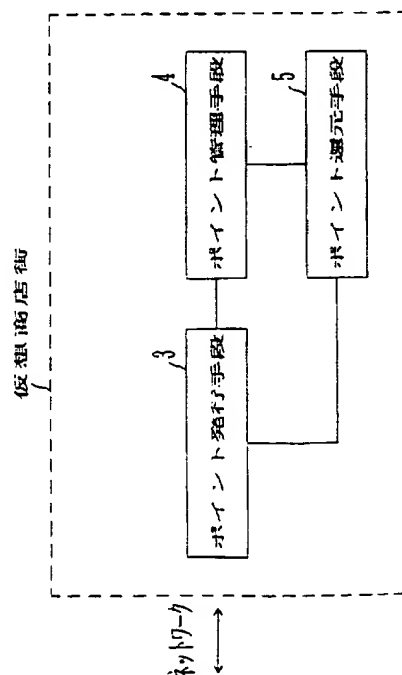 仮想商店街
ネットワーク
3
ポイント発行手段
4
ポイント管理手段
5
ポイント還元手段